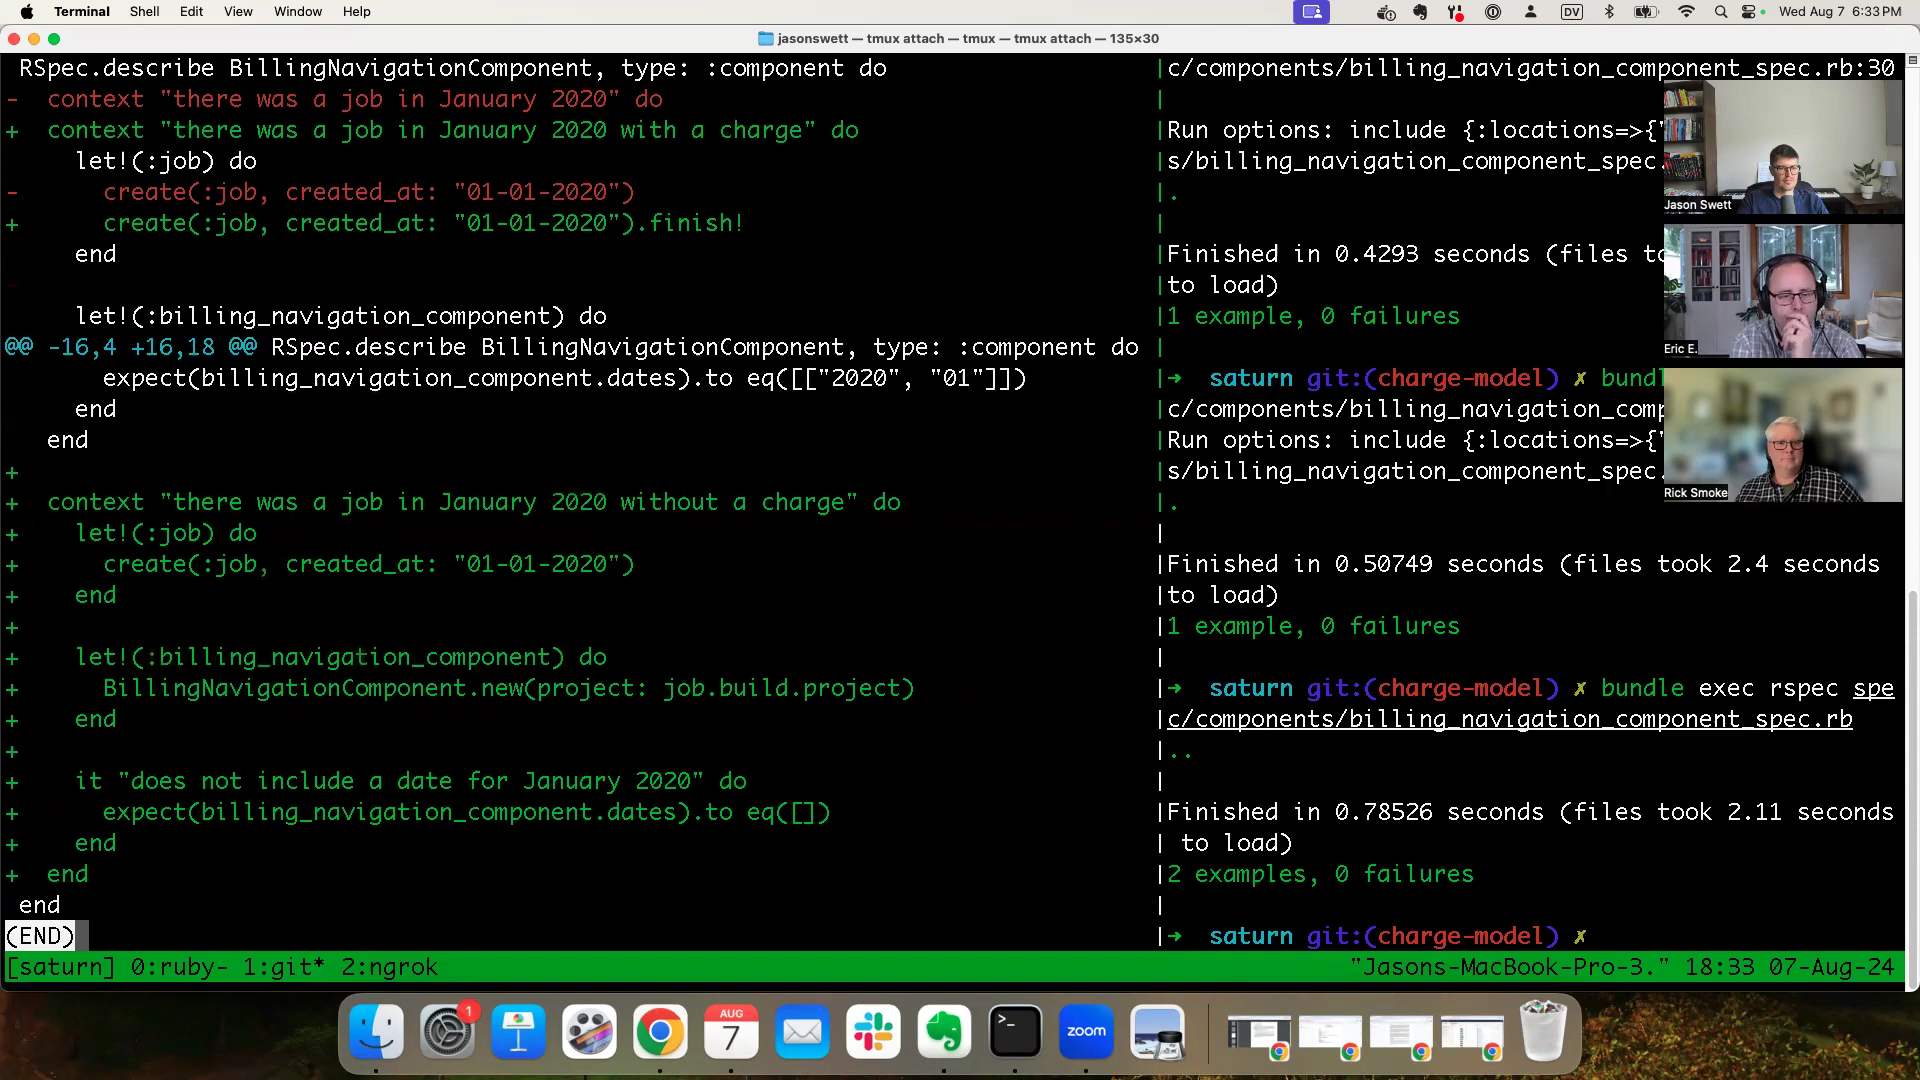 Terminal Shell Edit View Window Help
DV
Wed Aug 7 6:33 PM
jasonswett — tmux attach — tmux — tmux attach — 135×30
 RSpec.describe BillingNavigationComponent, type: :component do
-  context "there was a job in January 2020" do
+  context "there was a job in January 2020 with a charge" do
     let!(:job) do
-      create(:job, created_at: "01-01-2020")
+      create(:job, created_at: "01-01-2020").finish!
     end
     let!(:billing_navigation_component) do
@@ -16,4 +16,18 @@ RSpec.describe BillingNavigationComponent, type: :component do
       expect(billing_navigation_component.dates).to eq([["2020", "01"]])
     end
   end
+
+  context "there was a job in January 2020 without a charge" do
+    let!(:job) do
+      create(:job, created_at: "01-01-2020")
+    end
+
+    let!(:billing_navigation_component) do
+      BillingNavigationComponent.new(project: job.build.project)
+    end
+
+    it "does not include a date for January 2020" do
+      expect(billing_navigation_component.dates).to eq([])
+    end
+  end
 end
(END)
c/components/billing_navigation_component_spec.rb:30
Run options: include {:locations=>{"
s/billing_navigation_component_spec.
.
Finished in 0.4293 seconds (files to
to load)
1 example, 0 failures
➜  saturn git:(charge-model) ✗ bundl
c/components/billing_navigation_comp
Run options: include {:locations=>{"
s/billing_navigation_component_spec.
.
Finished in 0.50749 seconds (files took 2.4 seconds
to load)
1 example, 0 failures
➜  saturn git:(charge-model) ✗ bundle exec rspec spe
c/components/billing_navigation_component_spec.rb
..
Finished in 0.78526 seconds (files took 2.11 seconds
 to load)
2 examples, 0 failures
➜  saturn git:(charge-model) ✗
Jason Swett
Eric E.
Rick Smoke
[saturn] 0:ruby- 1:git* 2:ngrok
"Jasons-MacBook-Pro-3." 18:33 07-Aug-24
1
AUG
7
>_
zoom